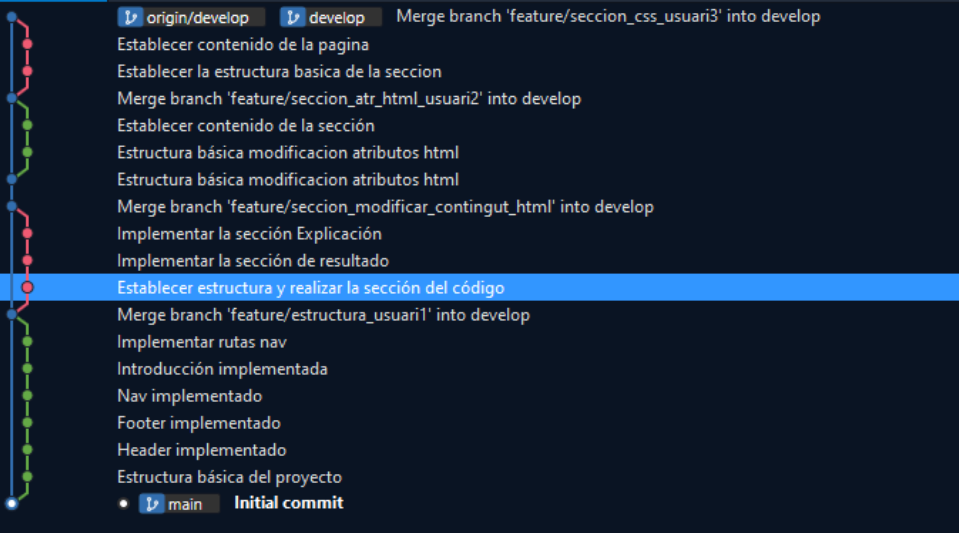 origin/develop develop Merge branch 'feature/seccion_css_usuari3' into develop
Establecer contenido de la pagina
Establecer la estructura basica de la seccion
Merge branch 'feature/seccion_atr_html_usuari2' into develop
Establecer contenido de la sección
Estructura básica modificacion atributos html
Estructura básica modificacion atributos html
Merge branch 'feature/seccion_modificar_contingut_html' into develop
Implementar la sección Explicación
Implementar la sección de resultado
Establecer estructura y realizar la sección del código
Merge branch 'feature/estructura_usuari1' into develop
Implementar rutas nav
Introducción implementada
Nav implementado
Footer implementado
Header implementado
Estructura básica del proyecto
main Initial commit